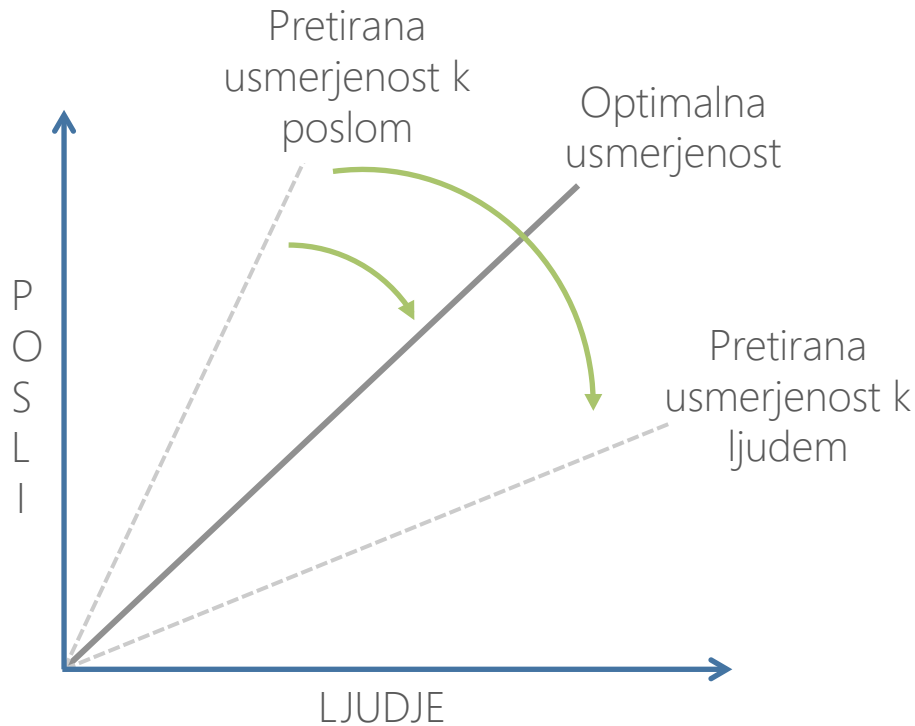 Pretirana
usmerjenost k
poslom
Optimalna
usmerjenost
P
O
S
L
I
Pretirana
usmerjenost k
ljudem
LJUDJE